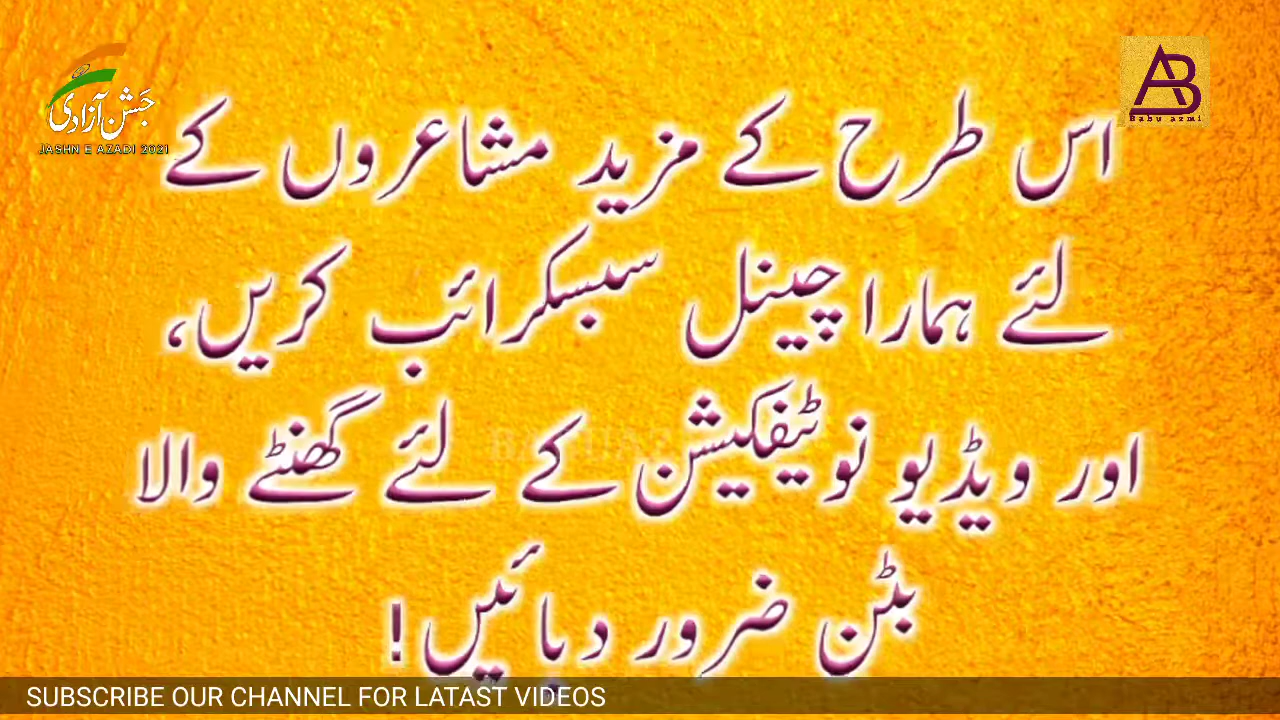 جشن آزادی
JASHN E AZADI 2021
AB
Babu azmi
اس طرح کے مزید مشاعروں کے
لئے ہمارا چینل سبسکرائب کریں،
اور ویڈیو نوٹیفکیشن کے لئے گھنٹے والا
بٹن ضرور دبائیں!
SUBSCRIBE OUR CHANNEL FOR LATAST VIDEOS